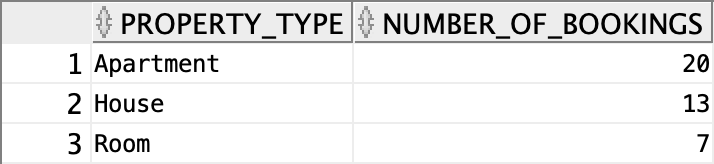 PROPERTY_TYPE NUMBER_OF_BOOKINGS
1 Apartment 20
2 House 13
3 Room 7